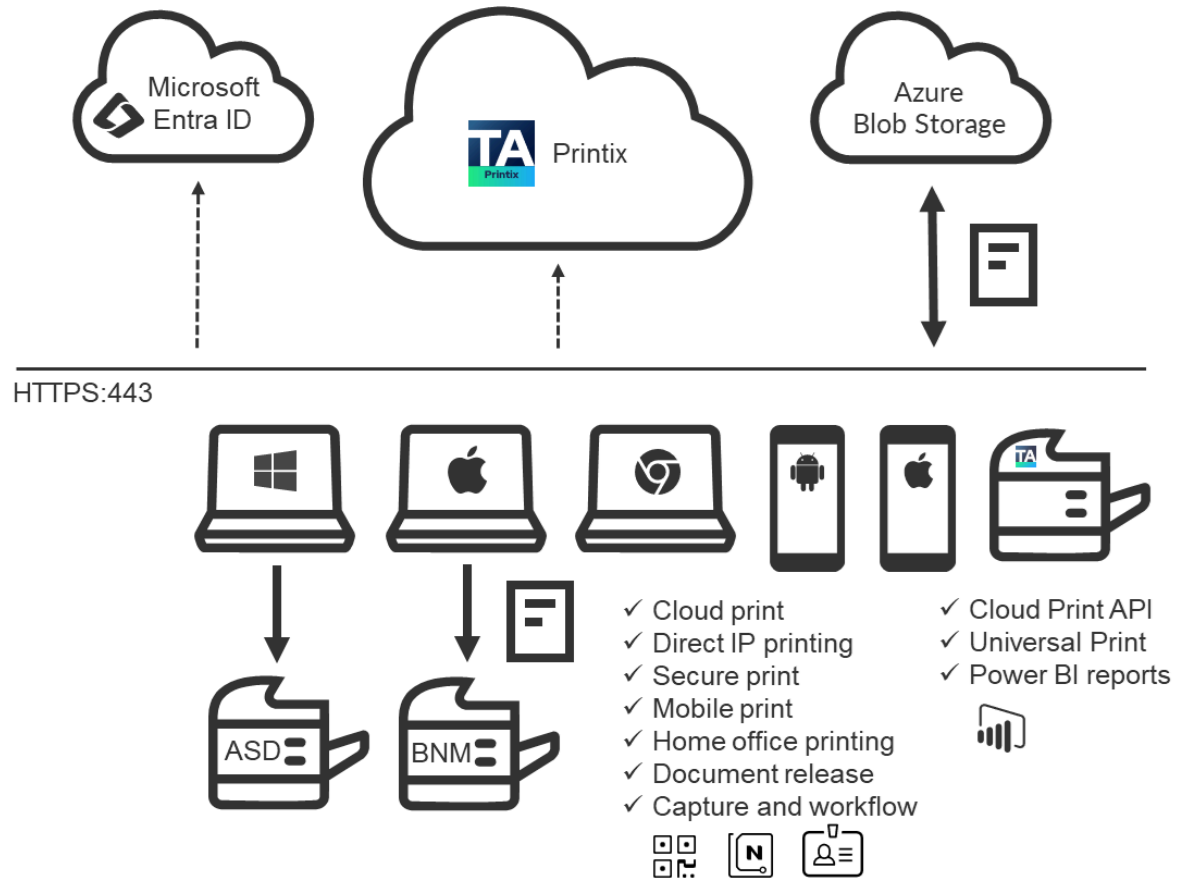 Microsoft
Entra ID
TA
Printix
Printix
Azure
Blob Storage
HTTPS:443
TA
ASD
BNM
✓ Cloud print
✓ Direct IP printing
✓ Secure print
✓ Mobile print
✓ Home office printing
✓ Document release
✓ Capture and workflow
✓ Cloud Print API
✓ Universal Print
✓ Power BI reports
N